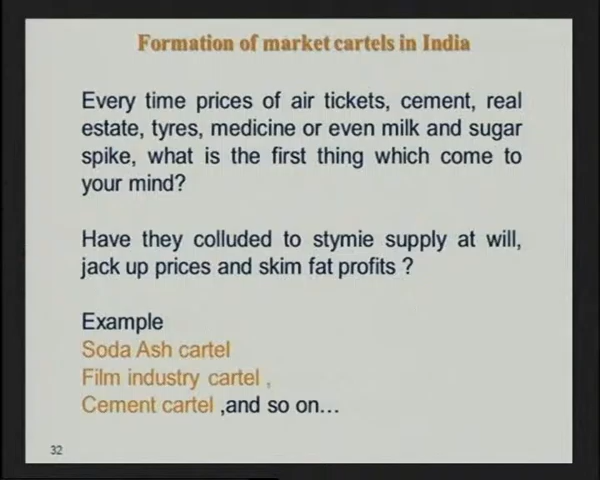 Formation of market cartels in India
Every time prices of air tickets, cement, real
estate, tyres, medicine or even milk and sugar
spike, what is the first thing which come to
your mind?
Have they colluded to stymie supply at will,
jack up prices and skim fat profits ?
Example
Soda Ash cartel
Film industry cartel ,
Cement cartel ,and so on...
32